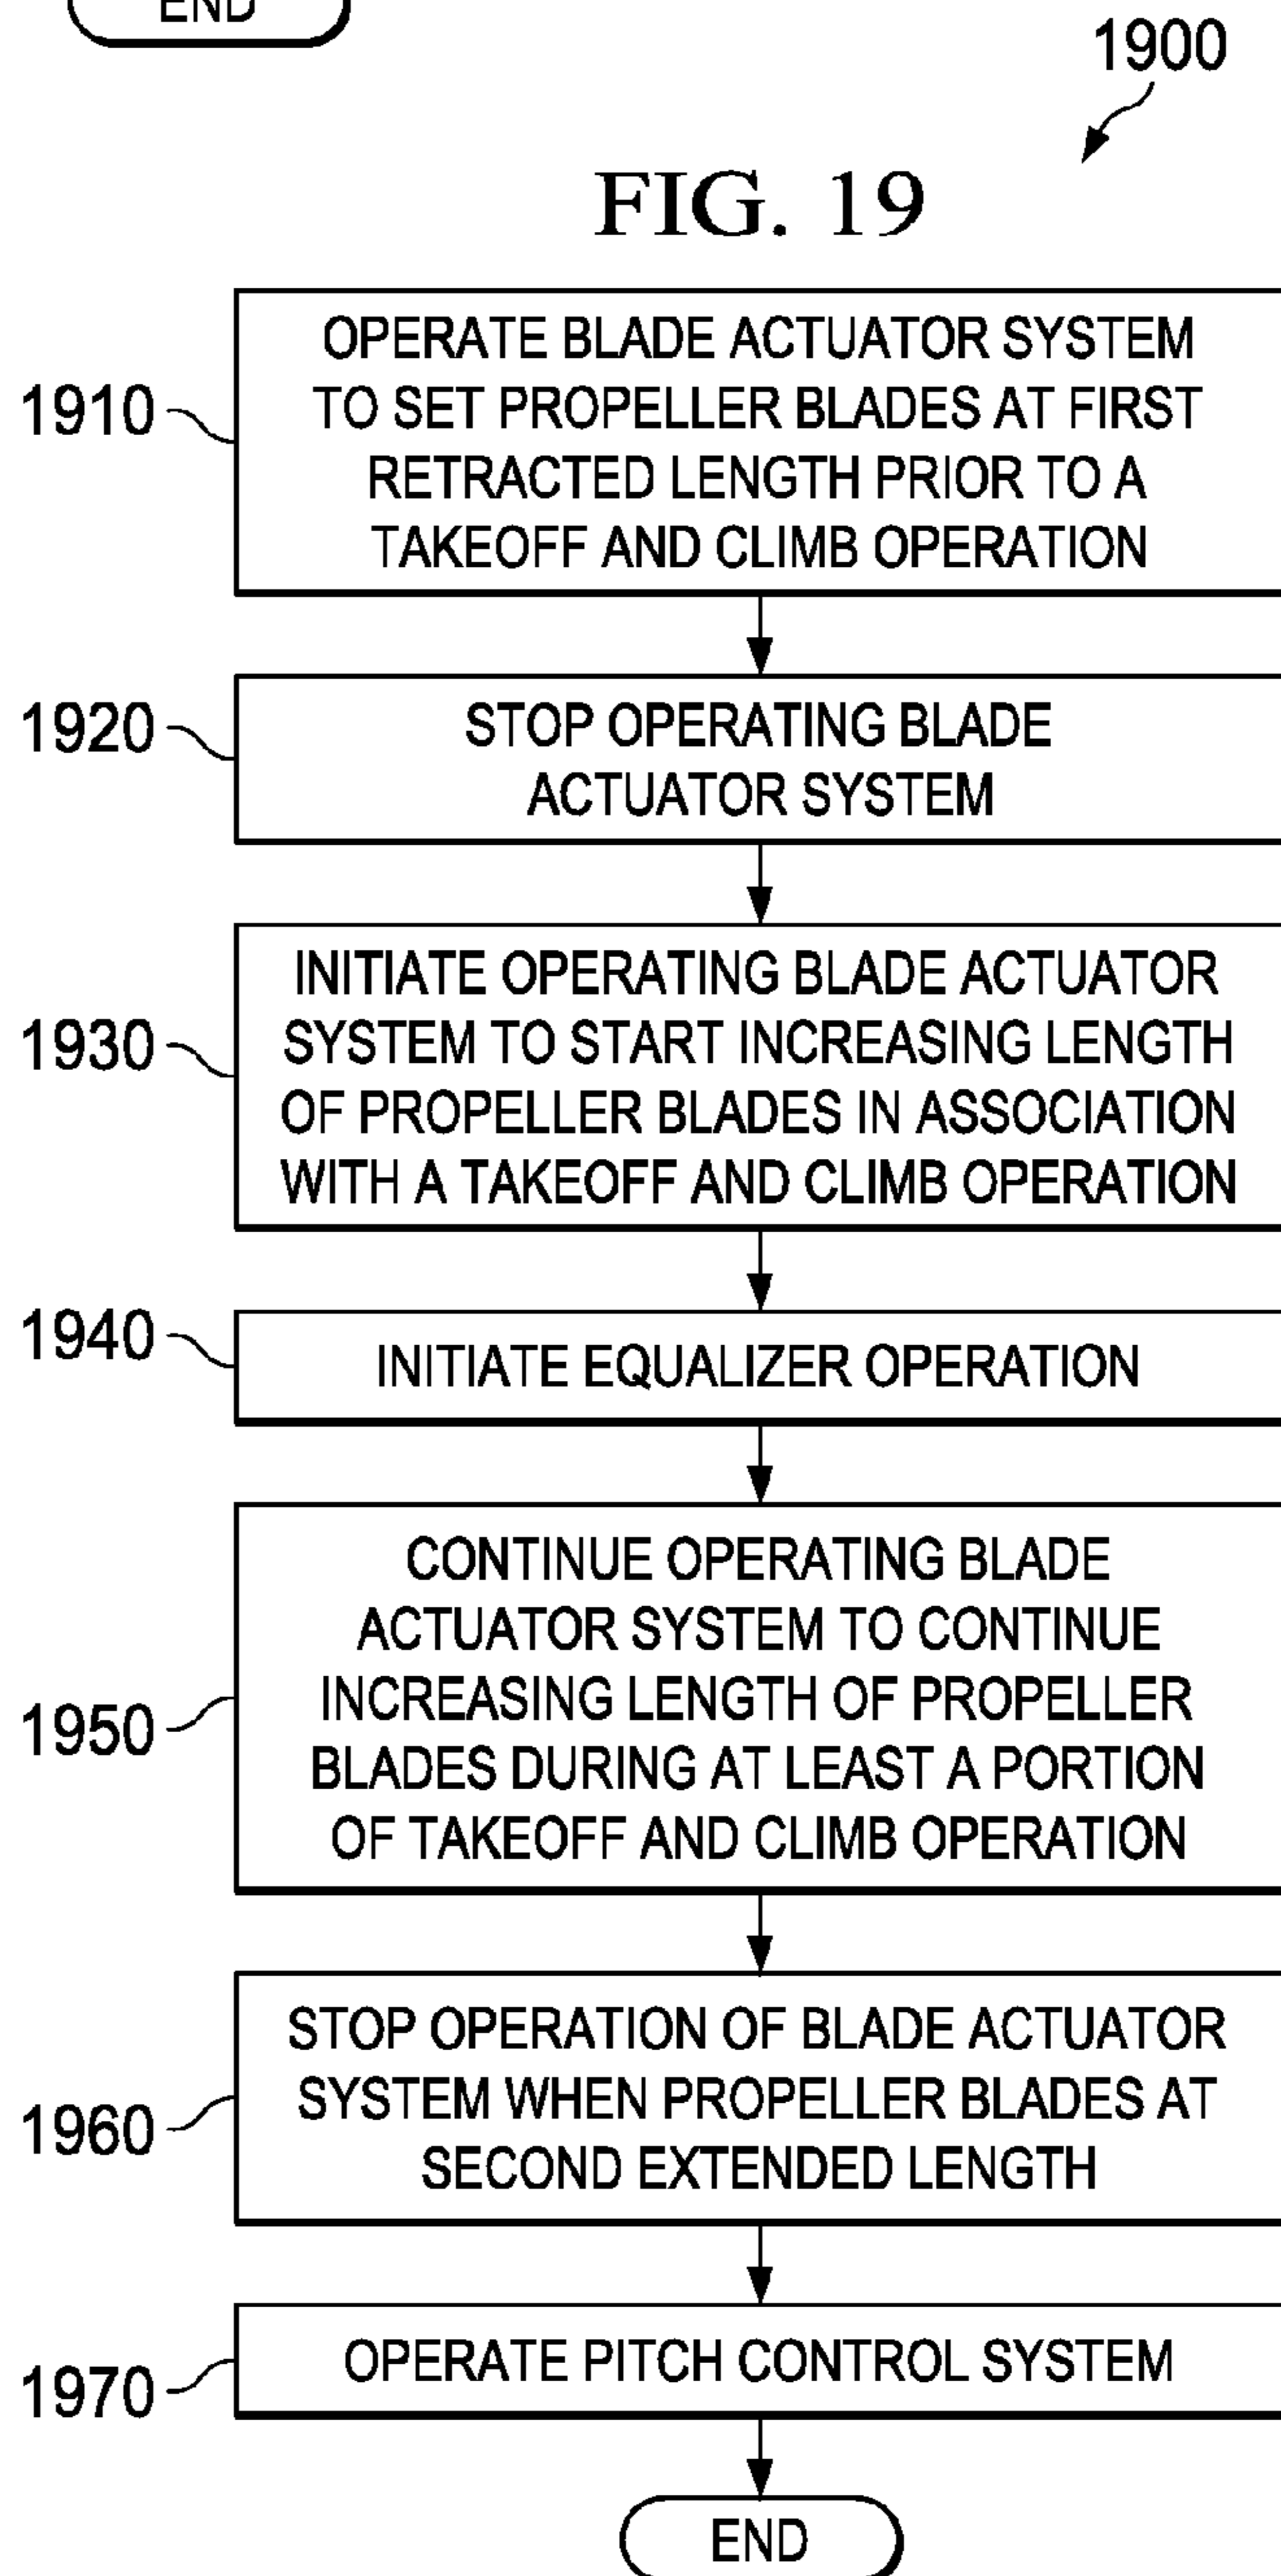 END
1900
FIG. 19
1910
OPERATE BLADE ACTUATOR SYSTEM
TO SET PROPELLER BLADES AT FIRST
RETRACTED LENGTH PRIOR TO A
TAKEOFF AND CLIMB OPERATION
1920
STOP OPERATING BLADE
ACTUATOR SYSTEM
1930
INITIATE OPERATING BLADE ACTUATOR
SYSTEM TO START INCREASING LENGTH
OF PROPELLER BLADES IN ASSOCIATION
WITH A TAKEOFF AND CLIMB OPERATION
1940
INITIATE EQUALIZER OPERATION
1950
CONTINUE OPERATING BLADE
ACTUATOR SYSTEM TO CONTINUE
INCREASING LENGTH OF PROPELLER
BLADES DURING AT LEAST A PORTION
OF TAKEOFF AND CLIMB OPERATION
1960
STOP OPERATION OF BLADE ACTUATOR
SYSTEM WHEN PROPELLER BLADES AT
SECOND EXTENDED LENGTH
1970
OPERATE PITCH CONTROL SYSTEM
END